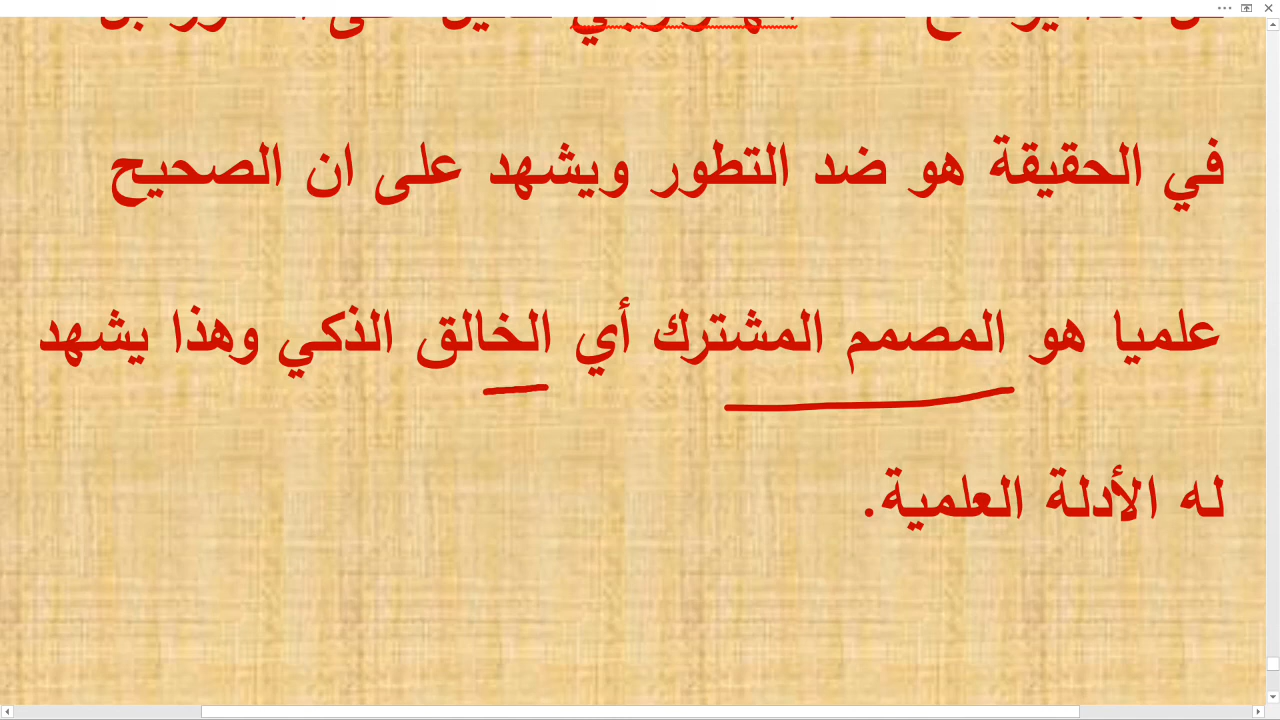 في الحقيقة هو ضد التطور ويشهد على ان الصحيح
علميا هو المصمم المشترك أي الخالق الذكي وهذا يشهد
له الأدلة العلمية.